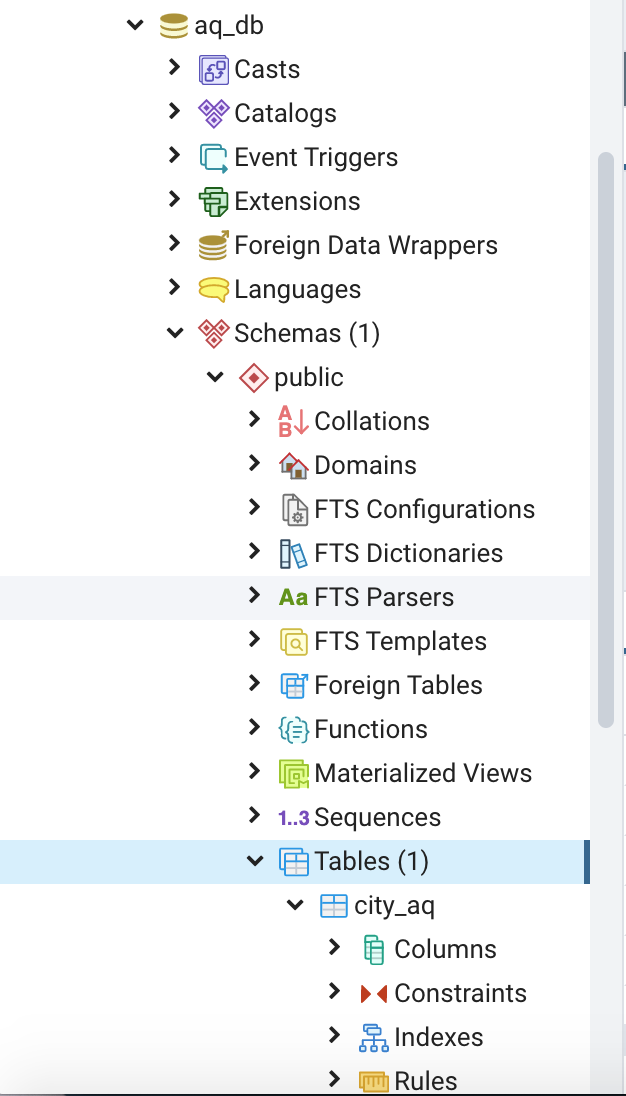 aq_db
Casts
Catalogs
Event Triggers
Extensions
Foreign Data Wrappers
Languages
Schemas (1)
public
Collations
Domains
FTS Configurations
FTS Dictionaries
Aa FTS Parsers
FTS Templates
Foreign Tables
Functions
Materialized Views
1..3 Sequences
Tables (1)
city_aq
Columns
Constraints
Indexes
Rules